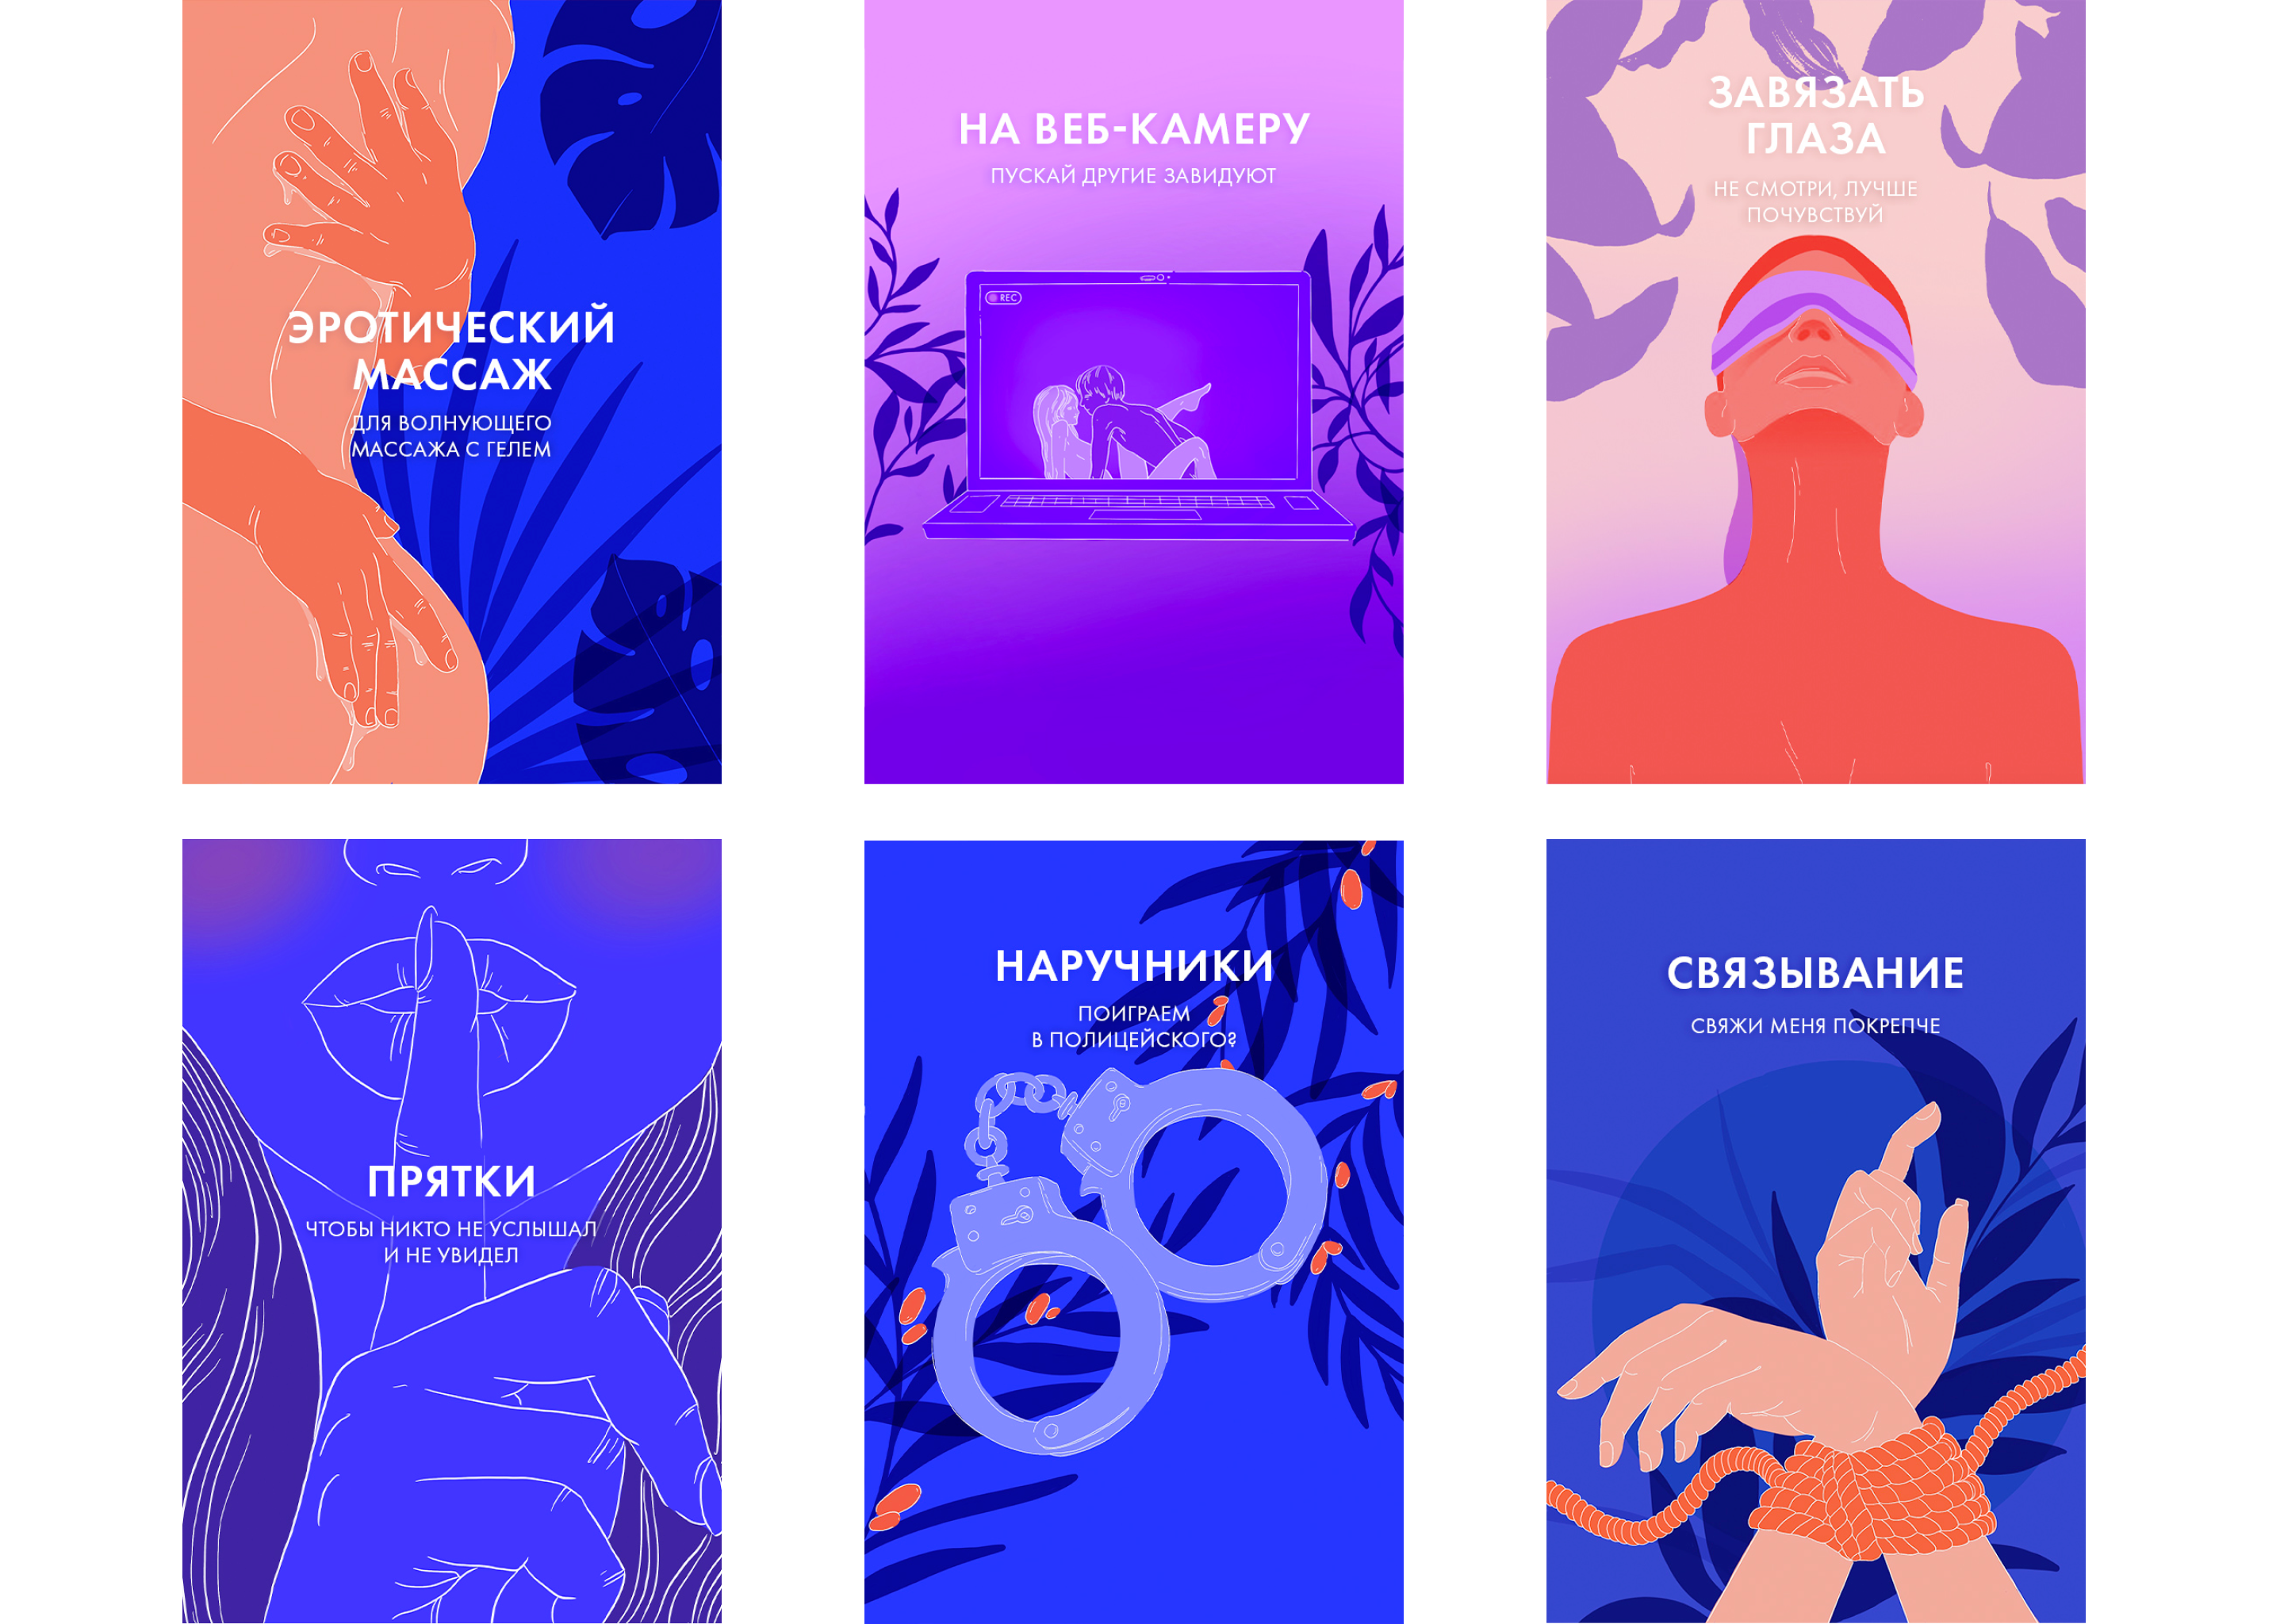 ЭРОТИЧЕСКИЙ
МАССАЖ
ДЛЯ ВОЛНУЮЩЕГО
МАССАЖА С ГЕЛЕМ
НА ВЕБ-КАМЕРУ
ПУСКАЙ ДРУГИЕ ЗАВИДУЮТ
REC
ЗАВЯЗАТЬ
ГЛАЗА
НЕ СМОТРИ, ЛУЧШЕ
ПОЧУВСТВУЙ
ПРЯТКИ
ЧТОБЫ НИКТО НЕ УСЛЫШАЛ
И НЕ УВИДЕЛ
НАРУЧНИКИ
ПОИГРАЕМ
В ПОЛИЦЕЙСКОГО?
СВЯЗЫВАНИЕ
СВЯЖИ МЕНЯ ПОКРЕПЧЕ